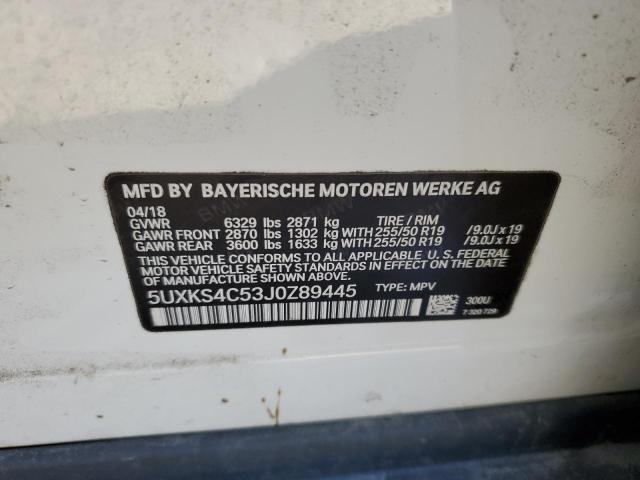 MFD BY BAYERISCHE MOTOREN WERKE AG
04/18
GVWR 6329 lbs 2871 kg TIRE / RIM
GAWR FRONT 2870 lbs 1302 kg WITH 255/50 R19 /9.0J x 19
GAWR REAR 3600 lbs 1633 kg WITH 255/50 R19 /9.0J x 19
THIS VEHICLE CONFORMS TO ALL APPLICABLE U. S. FEDERAL
MOTOR VEHICLE SAFETY STANDARDS IN EFFECT ON THE DATE
OF MANUFACTURE SHOWN ABOVE.
5UXKS4C53J0Z89445 TYPE: MPV
300U
7 320 729